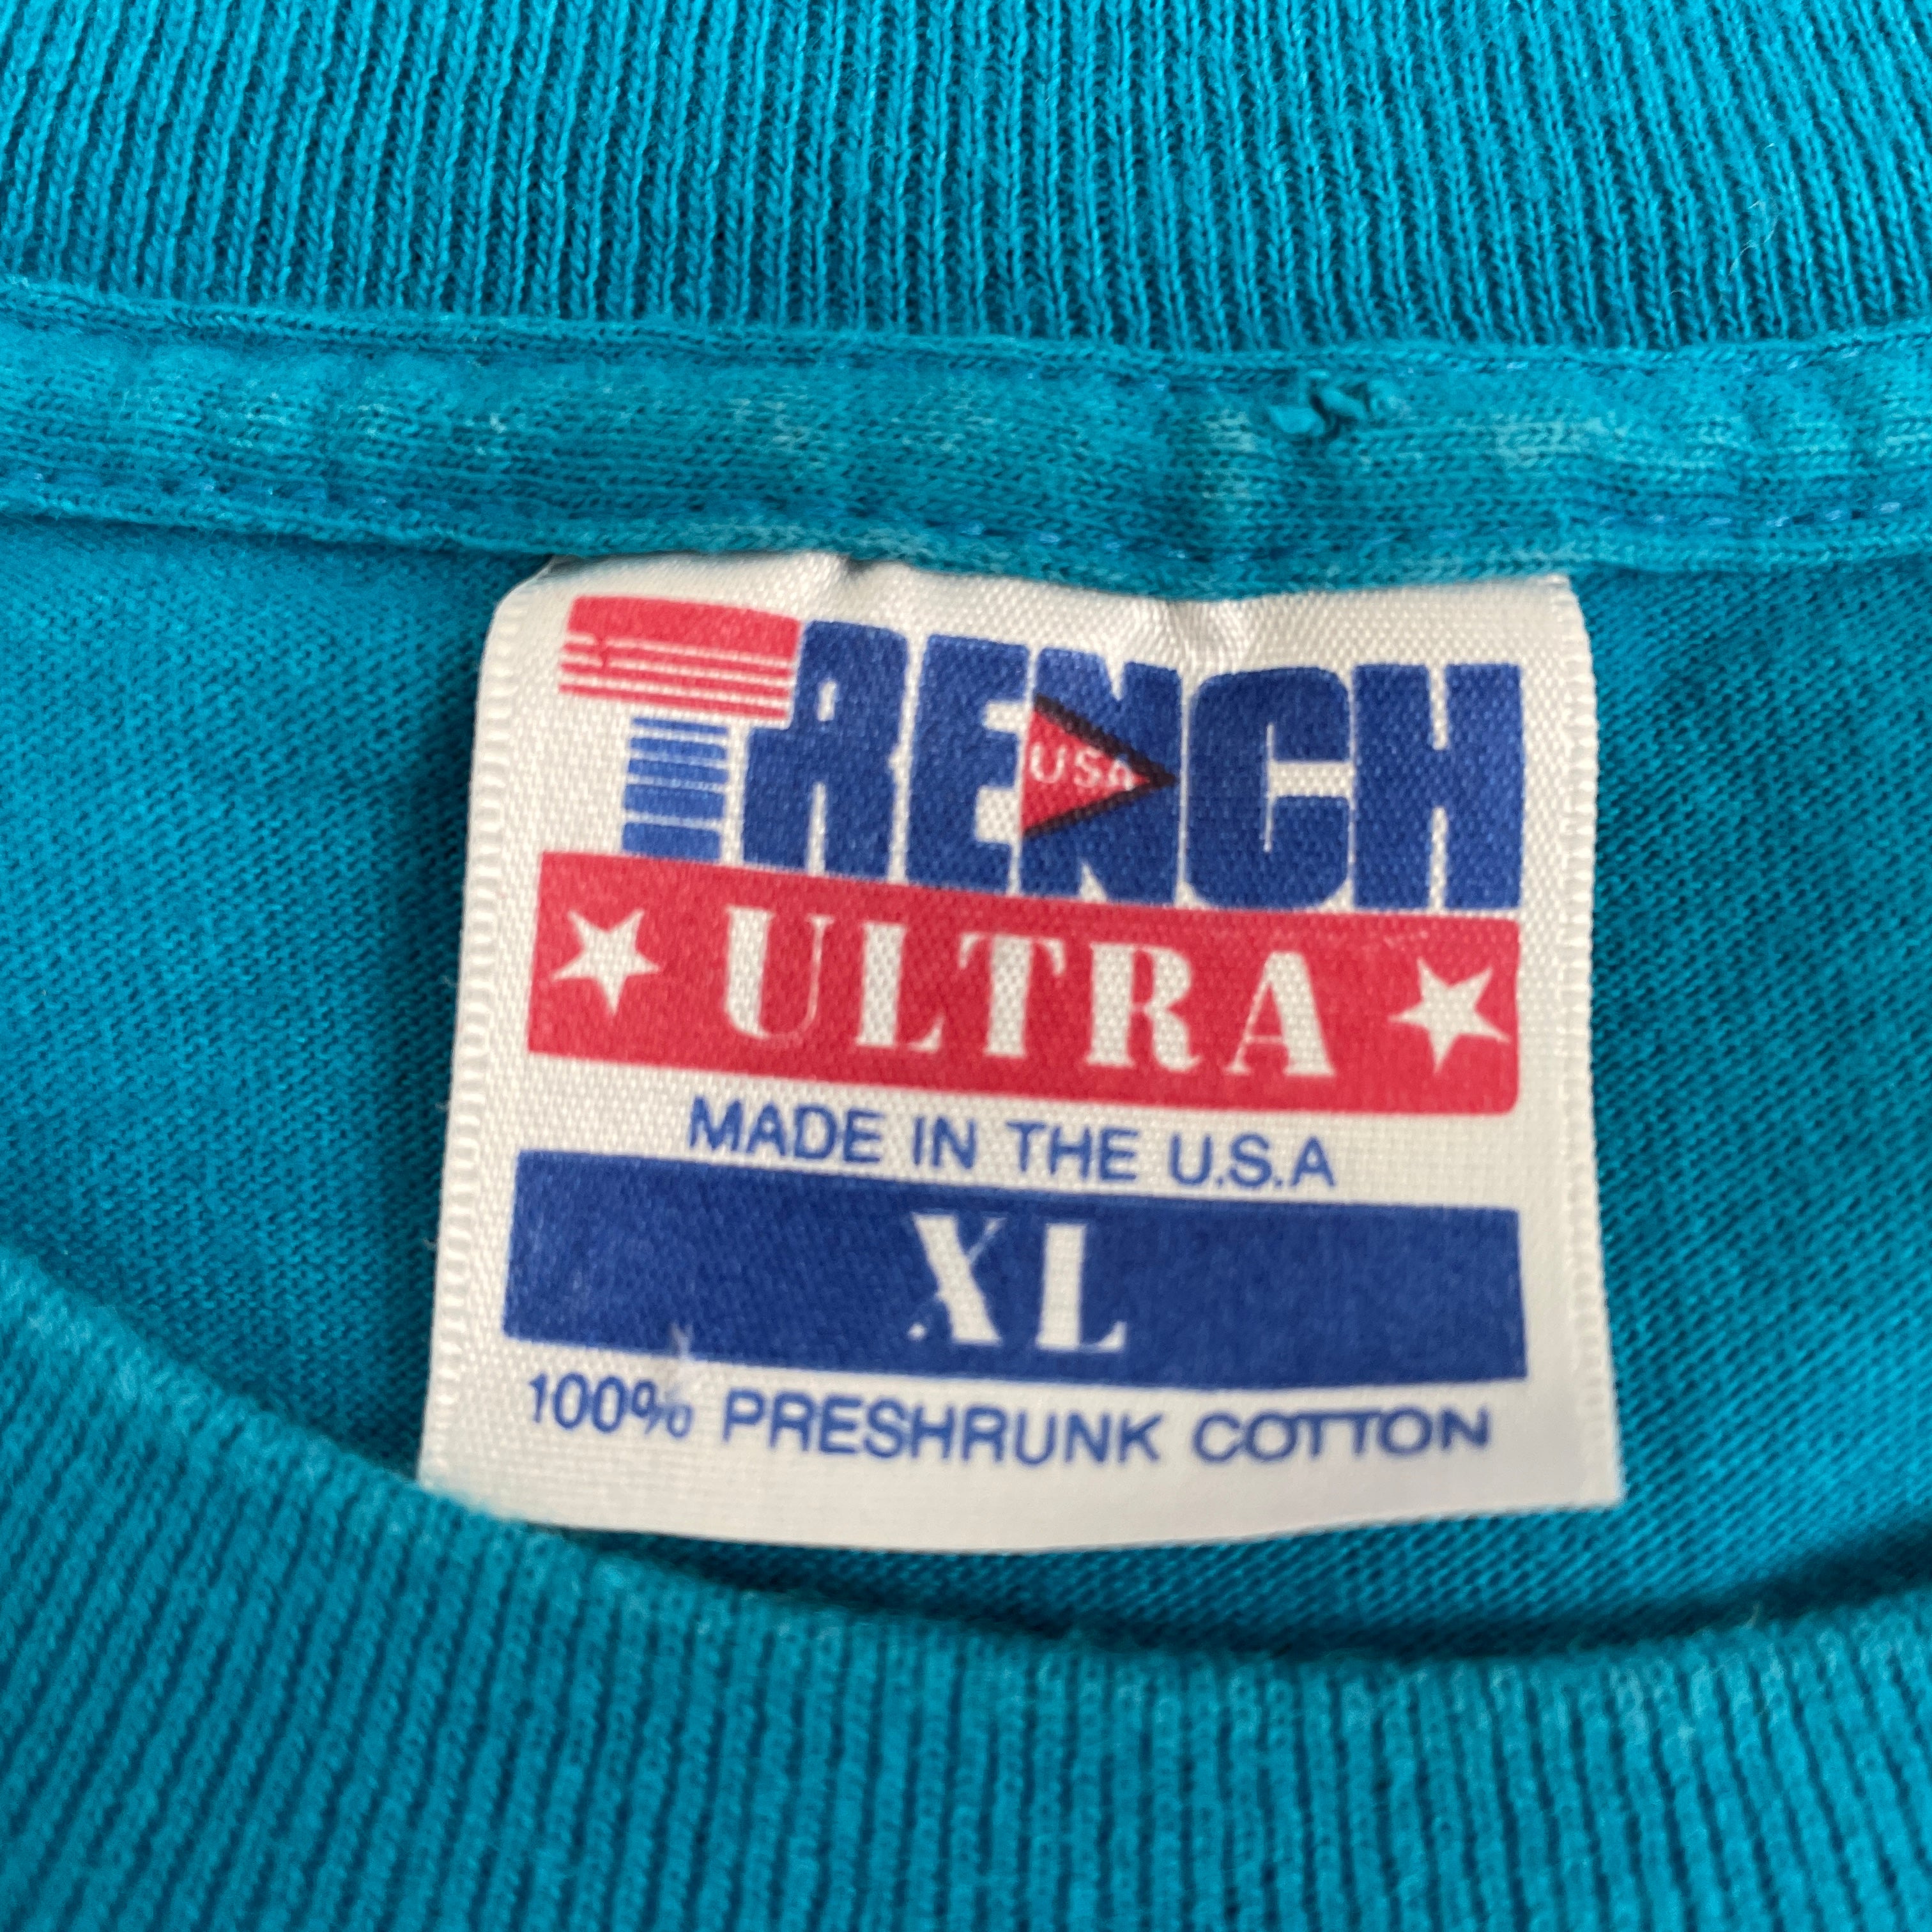 TRENCH
USA
ULTRA
MADE IN THE U.S.A
XL
100% PRESHRUNK COTTON